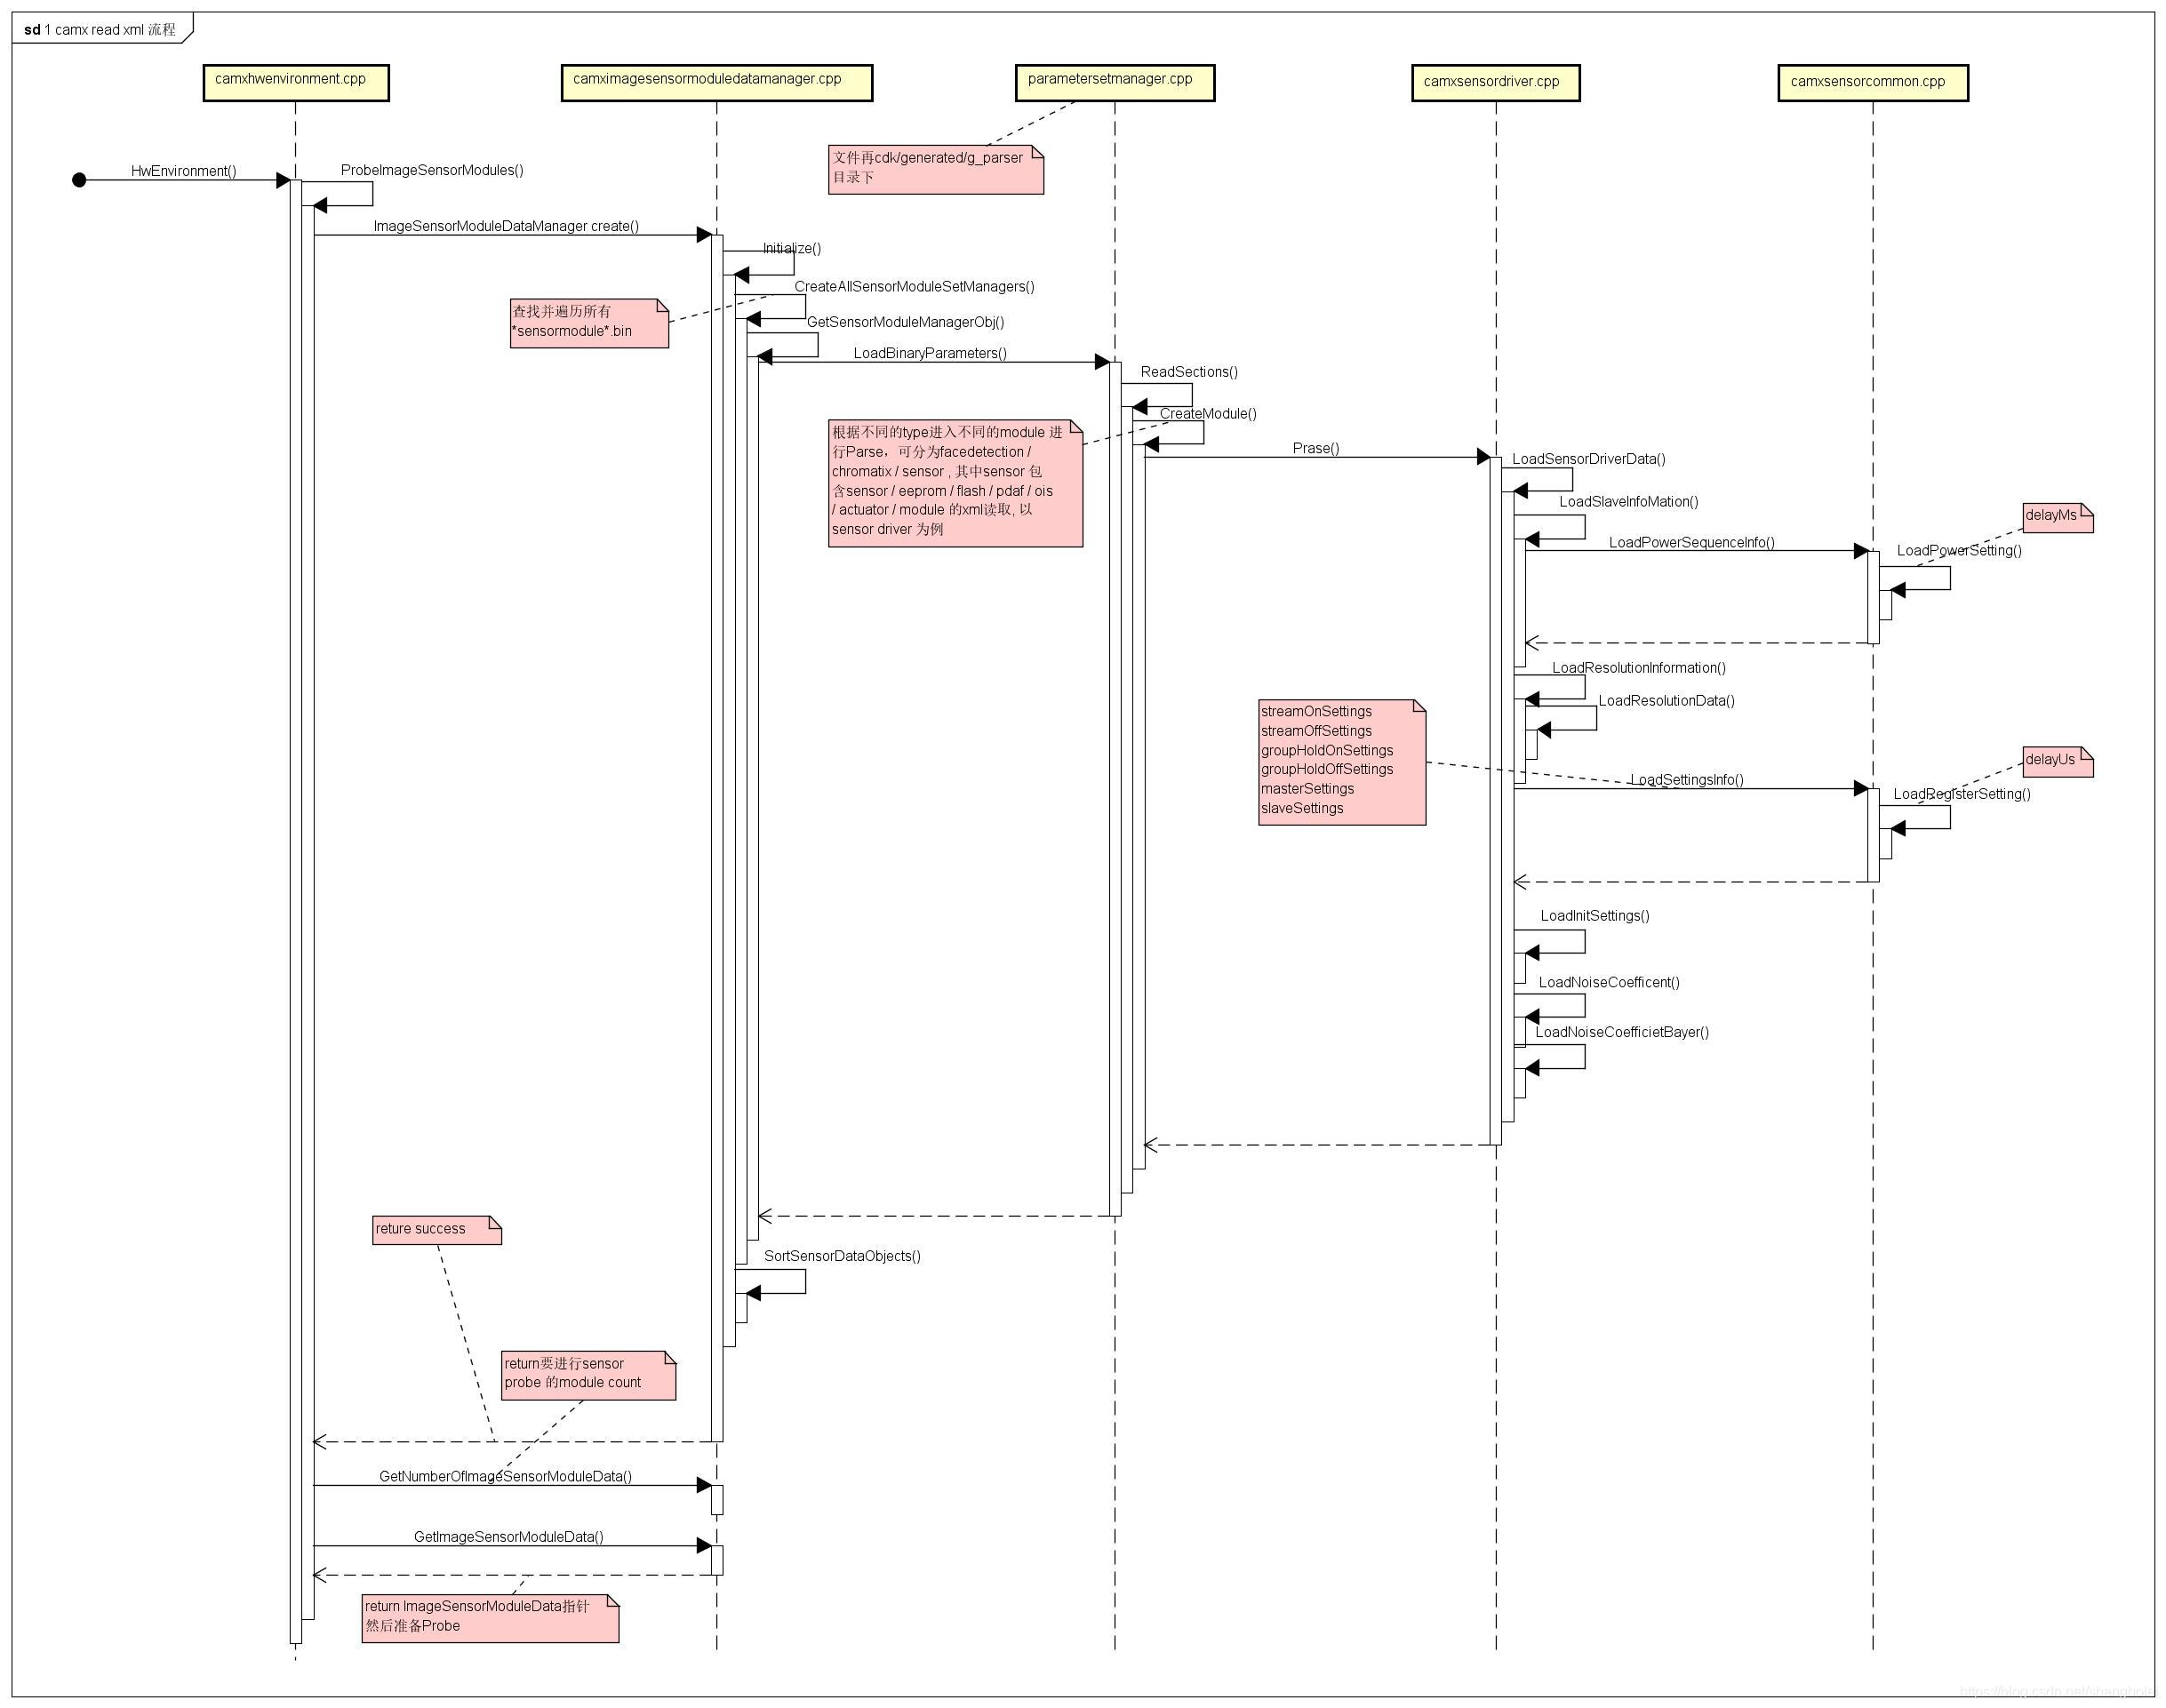 sd 1 camx read xml 流程
camxhwenvironment.cpp
camximagesensormoduledatamanager.cpp
parametersetmanager.cpp
camxsensordriver.cpp
camxsensorcommon.cpp
文件再cdk/generated/g_parser
目录下
HwEnvironment()
ProbeImageSensorModules()
ImageSensorModuleDataManager create()
Initialize()
CreateAllSensorModuleSetManagers()
查找并遍历所有
*sensormodule*.bin
GetSensorModuleManagerObj()
LoadBinaryParameters()
ReadSections()
CreateModule()
根据不同的type进入不同的module 进
行Parse，可分为facedetection /
chromatix / sensor , 其中sensor 包
含sensor / eeprom / flash / pdaf / ois
/ actuator / module 的xml读取, 以
sensor driver 为例
Prase()
LoadSensorDriverData()
LoadSlaveInfoMation()
delayMs
LoadPowerSequenceInfo()
LoadPowerSetting()
LoadResolutionInformation()
LoadResolutionData()
streamOnSettings
streamOffSettings
groupHoldOnSettings
groupHoldOffSettings
masterSettings
slaveSettings
delayUs
LoadSettingsInfo()
LoadRegisterSetting()
LoadInitSettings()
LoadNoiseCoefficent()
LoadNoiseCoefficietBayer()
reture success
SortSensorDataObjects()
return要进行sensor
probe 的module count
GetNumberOfImageSensorModuleData()
GetImageSensorModuleData()
return ImageSensorModuleData指针
然后准备Probe